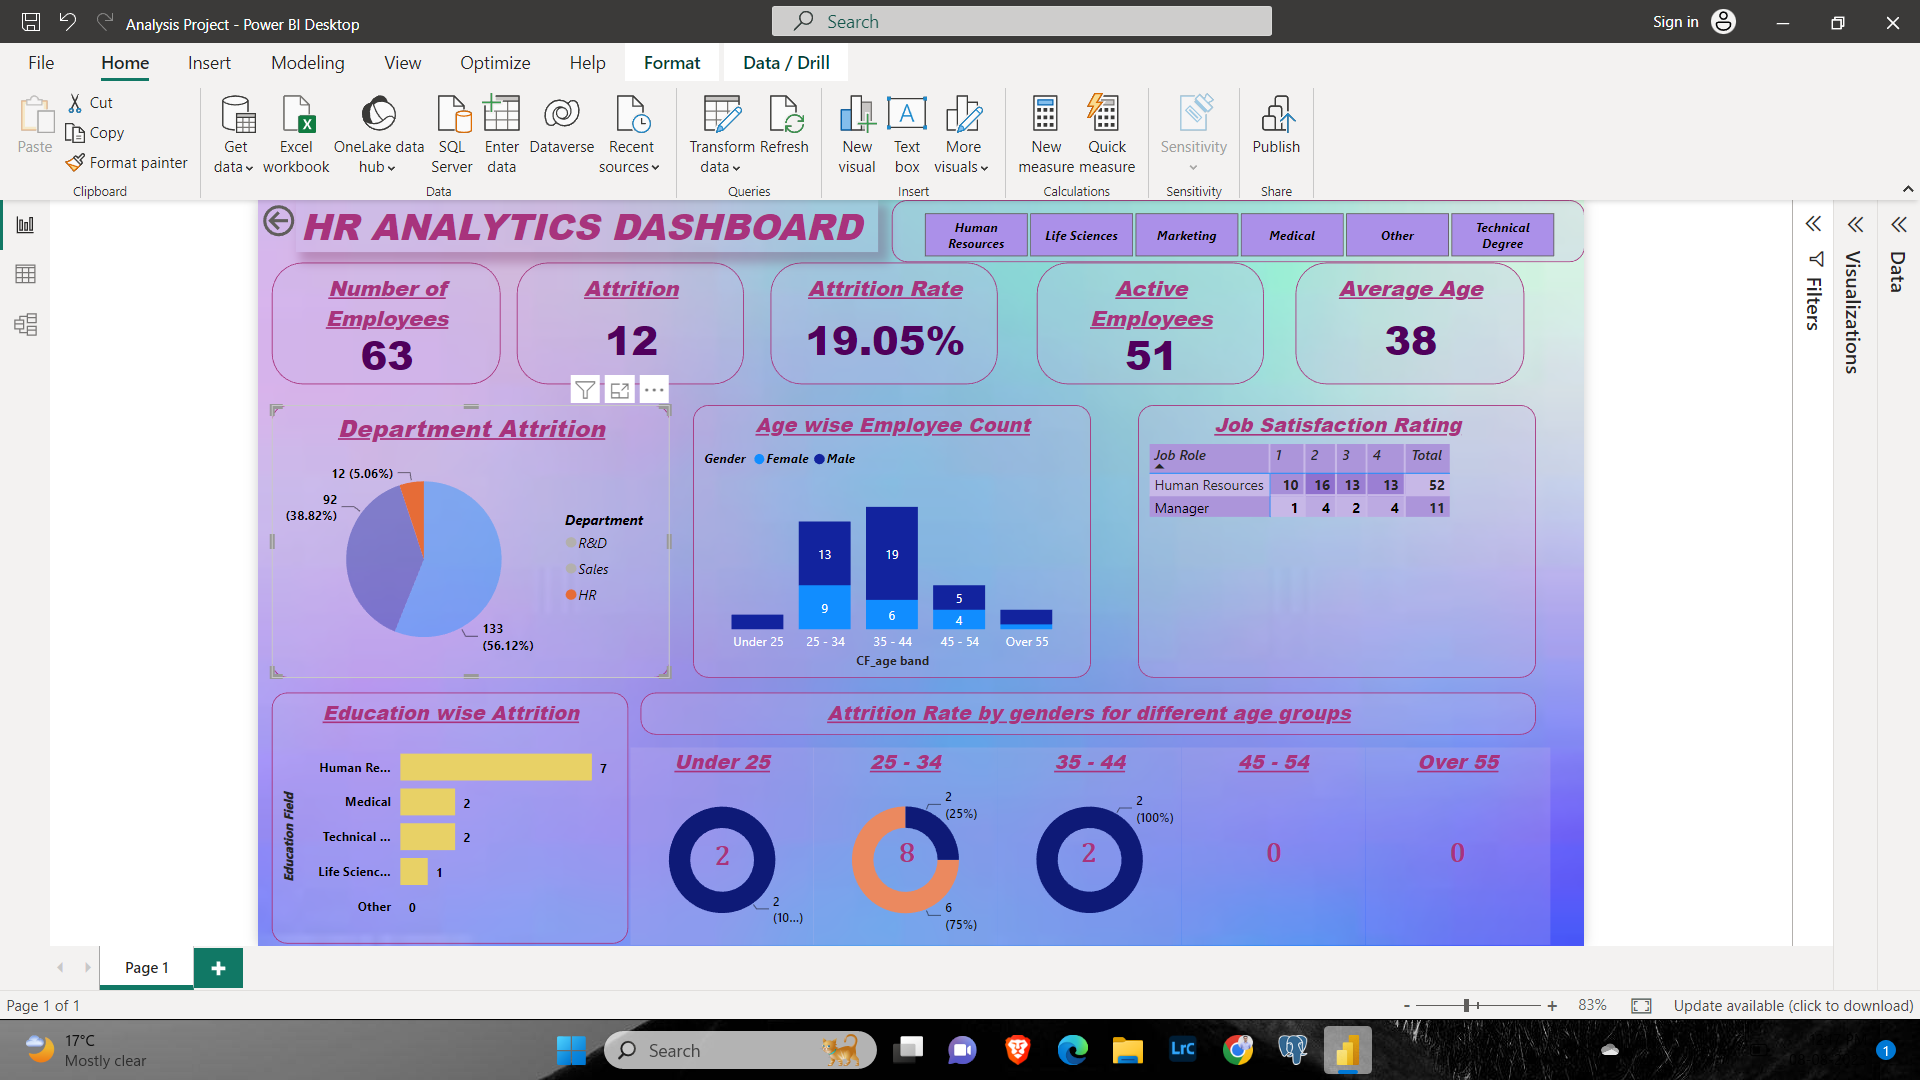 Analysis Project - Power BI Desktop
Search
Sign in
File Home Insert Modeling View Optimize Help Format Data / Drill
Paste
Cut
Copy
Format painter
Clipboard
Get data
Excel workbook
OneLake data hub
SQL Server
Enter data
Dataverse
Recent sources
Data
Transform data
Refresh
Queries
New visual
Text box
More visuals
Insert
New measure
Quick measure
Calculations
Sensitivity
Sensitivity
Publish
Share
HR ANALYTICS DASHBOARD
Human Resources
Life Sciences
Marketing
Medical
Other
Technical Degree
Filters
Visualizations
Data
Number of
Employees
63
Attrition
12
Attrition Rate
19.05%
Active
Employees
51
Average Age
38
Department Attrition
12 (5.06%)
92
(38.82%)
133
(56.12%)
Department
R&D
Sales
HR
Age wise Employee Count
Gender Female Male
13
9
19
6
5
4
Under 25 25 - 34 35 - 44 45 - 54 Over 55
CF_age band
Job Satisfaction Rating
Job Role 1 2 3 4 Total
Human Resources 10 16 13 13 52
Manager 1 4 2 4 11
Education wise Attrition
Education Field
Human Re... 7
Medical 2
Technical ... 2
Life Scienc... 1
Other 0
Attrition Rate by genders for different age groups
Under 25
2
2
(10...)
25 - 34
8
2
(25%)
6
(75%)
35 - 44
2
2
(100%)
45 - 54
0
Over 55
0
Page 1
+
Page 1 of 1
- + 83%
Update available (click to download)
17°C
Mostly clear
Search
LrC
1